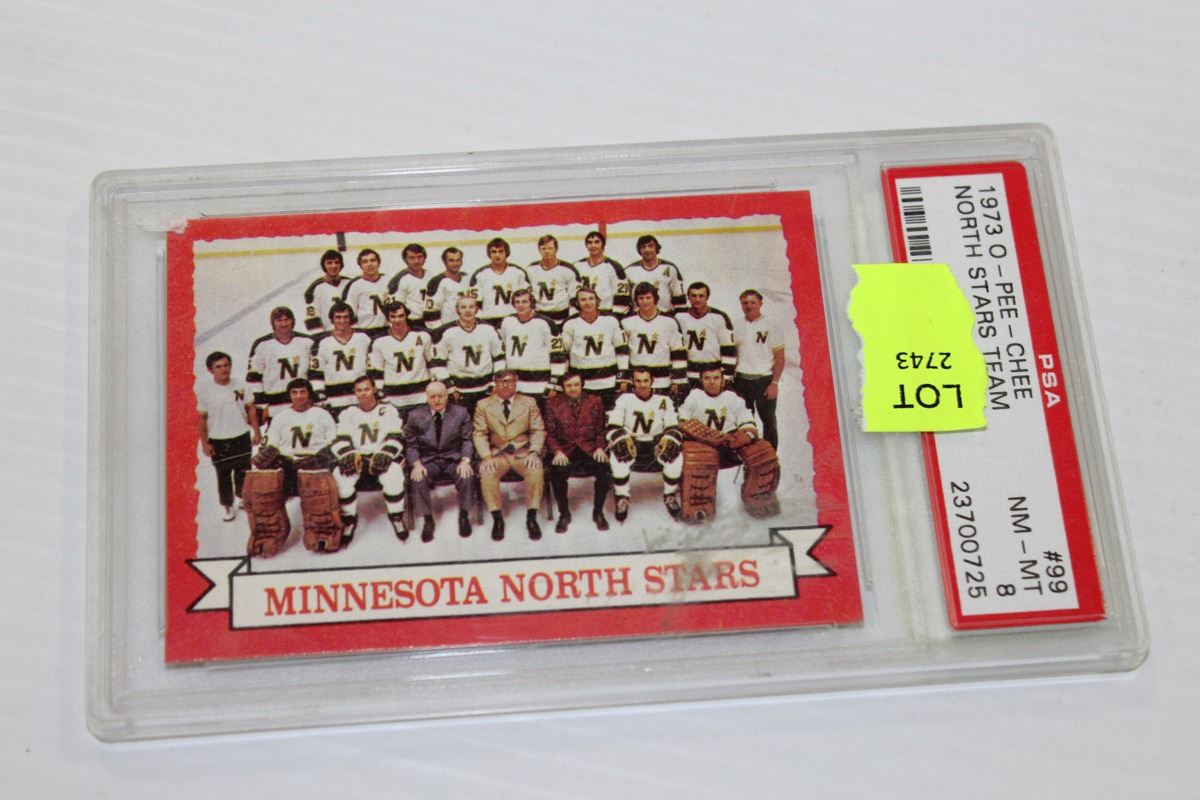 MINNESOTA NORTH STARS
1973 O-PEE-CHEE #99
NORTH STARS TEAM NM-MT
8
23700725
PSA
LOT
2743